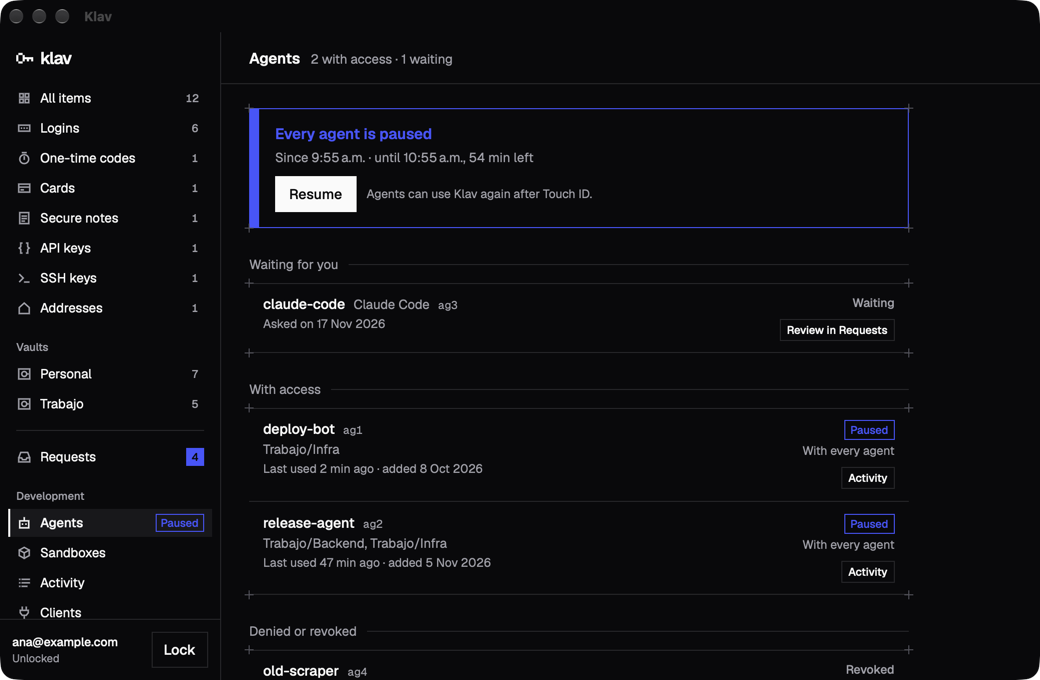 Klav
klav
All items 12
Logins 6
One-time codes 1
Cards 1
Secure notes 1
API keys 1
SSH keys 1
Addresses 1
Vaults
Personal 7
Trabajo 5
Requests 4
Development
Agents Paused
Sandboxes
Activity
Clients
ana@example.com
Unlocked
Lock
Agents 2 with access · 1 waiting
Every agent is paused
Since 9:55 a.m. · until 10:55 a.m., 54 min left
Resume Agents can use Klav again after Touch ID.
Waiting for you
claude-code Claude Code ag3 Waiting
Asked on 17 Nov 2026
Review in Requests
With access
deploy-bot ag1 Paused
Trabajo/Infra With every agent
Last used 2 min ago · added 8 Oct 2026
Activity
release-agent ag2 Paused
Trabajo/Backend, Trabajo/Infra With every agent
Last used 47 min ago · added 5 Nov 2026
Activity
Denied or revoked
old-scraper ag4 Revoked